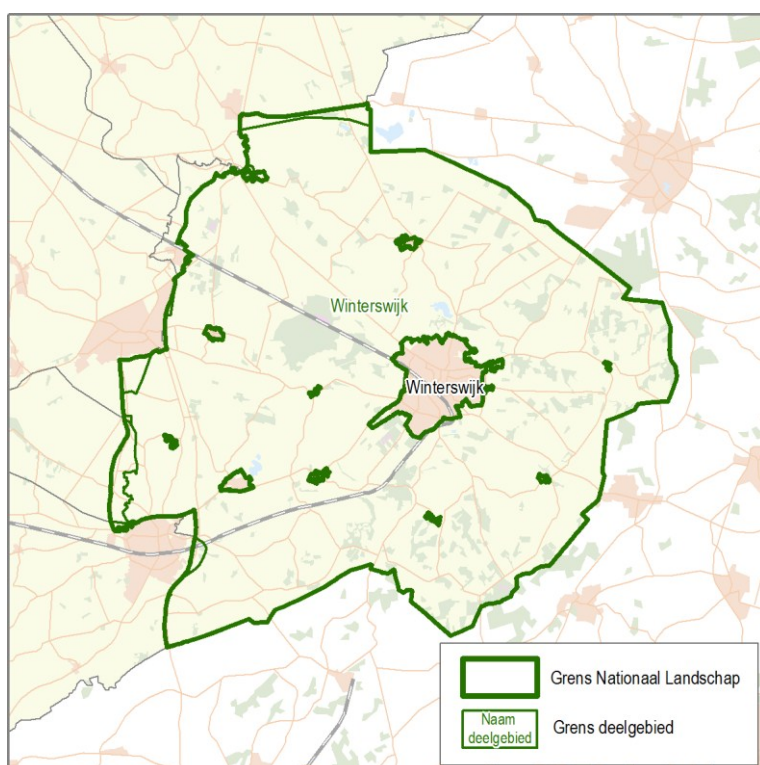 Winterswijk
Winterswijk
Grens Nationaal Landschap
Naam
deelgebied
Grens deelgebied